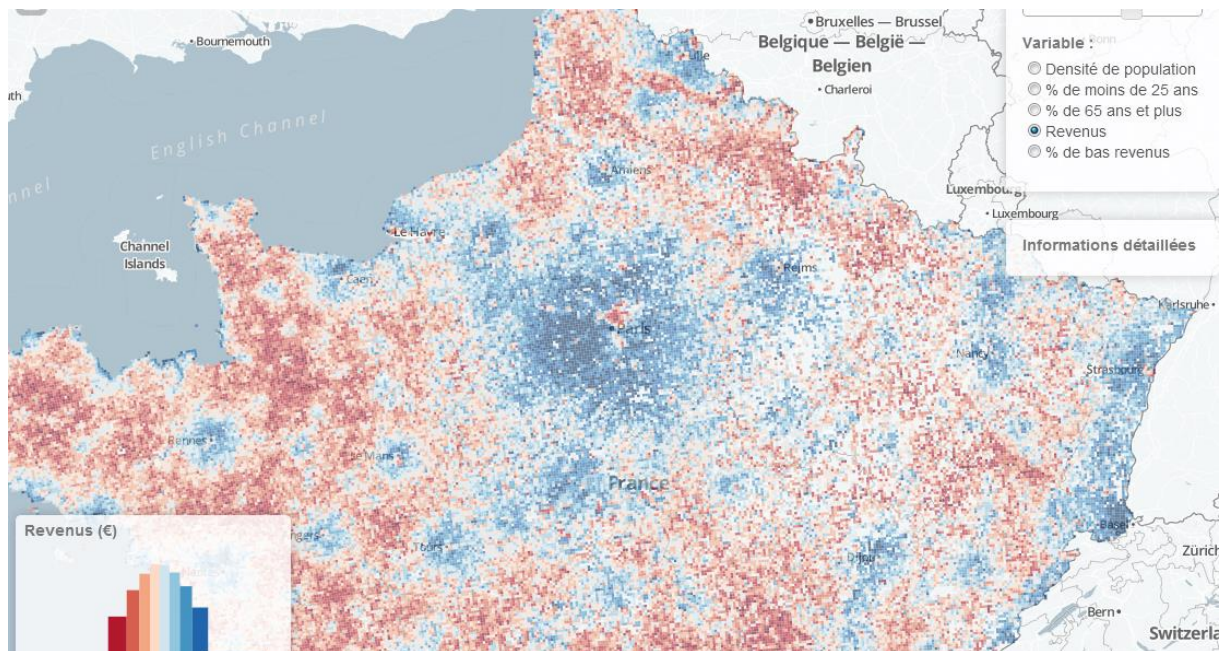 Bournemouth
Bruxelles — Brussel
Belgique — België —
Belgien
Charleroi
English Channel
Channel
Islands
Amiens
Le Havre
Caen
Reims
Paris
Nancy
Strasbourg
Karlsruhe
Luxembourg
Luxembourg
Rennes
Le Mans
France
Tours
Dijon
Basel
Zürich
Bern
Switzerla
Variable :
Densité de population
% de moins de 25 ans
% de 65 ans et plus
Revenus
% de bas revenus
Informations détaillées
Revenus (€)